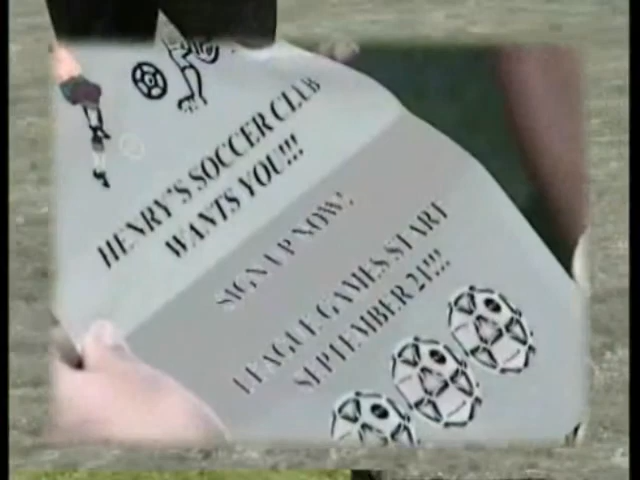 HENRY'S SOCCER CLUB
WANTS YOU!!!
SIGN UP NOW!
LEAGUE GAMES START
SEPTEMBER 21!!!